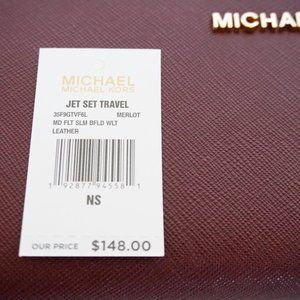 MICHAE
MICHAEL
MICHAEL KORS
JET SET TRAVEL
35F9GTVF6L MERLOT
MD FLT SLM BFLD WLT
LEATHER
1 92877 94558 1
NS
OUR PRICE $148.00